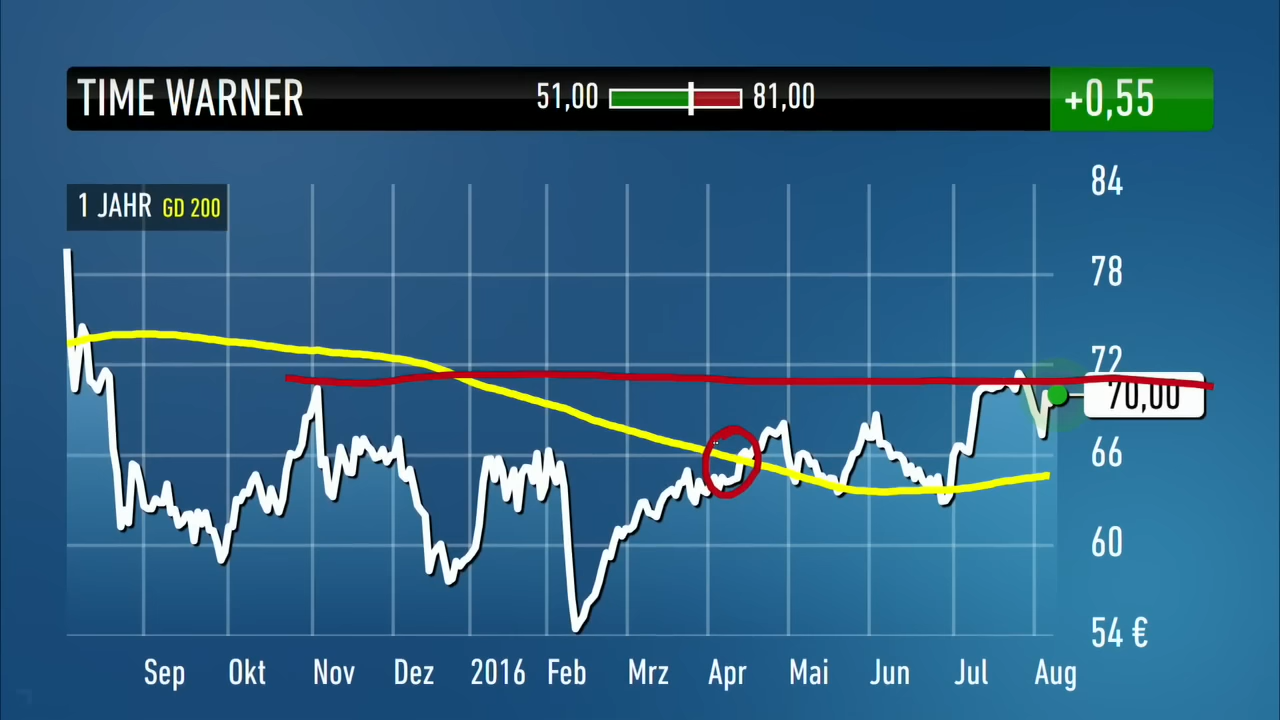 TIME WARNER 51,00 81,00 +0,55
1 JAHR GD 200
84
78
72
70,00
66
60
54 €
Sep Okt Nov Dez 2016 Feb Mrz Apr Mai Jun Jul Aug